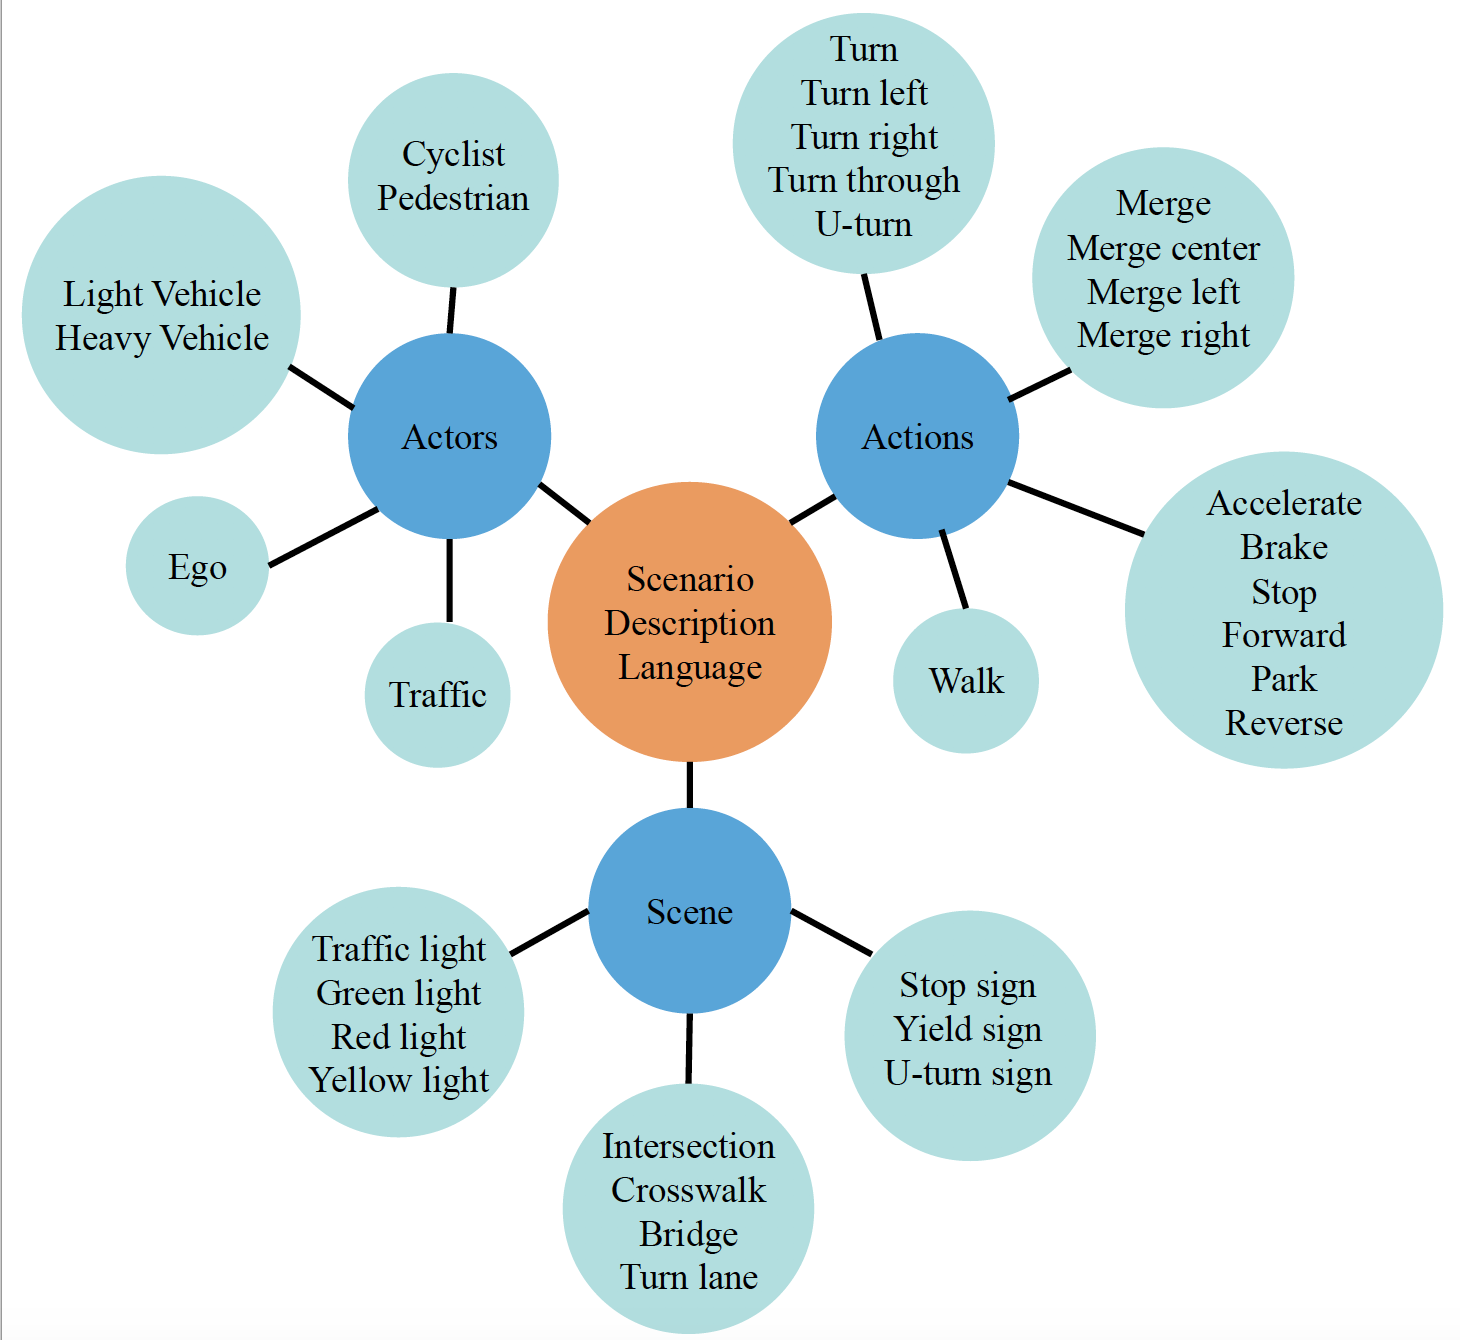 Cyclist
Pedestrian
Light Vehicle
Heavy Vehicle
Actors
Ego
Traffic
Turn
Turn left
Turn right
Turn through
U-turn
Merge
Merge center
Merge left
Merge right
Actions
Accelerate
Brake
Stop
Forward
Park
Reverse
Walk
Scenario
Description
Language
Scene
Traffic light
Green light
Red light
Yellow light
Intersection
Crosswalk
Bridge
Turn lane
Stop sign
Yield sign
U-turn sign